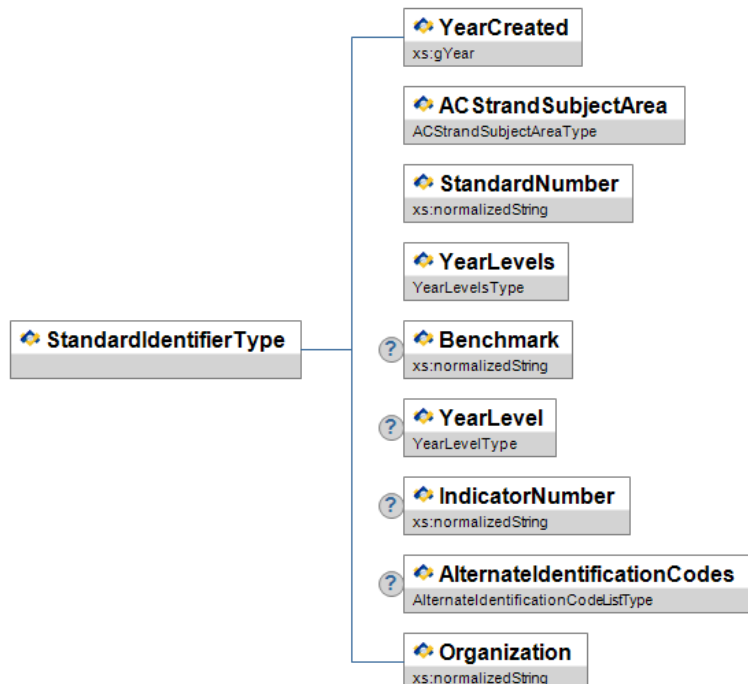 YearCreated
xs:gYear
ACStrandSubjectArea
ACStrandSubjectAreaType
StandardNumber
xs:normalizedString
YearLevels
YearLevelsType
StandardIdentifierType
?
Benchmark
xs:normalizedString
?
YearLevel
YearLevelType
?
IndicatorNumber
xs:normalizedString
?
AlternateIdentificationCodes
AlternateIdentificationCodeListType
Organization
xs:normalizedString